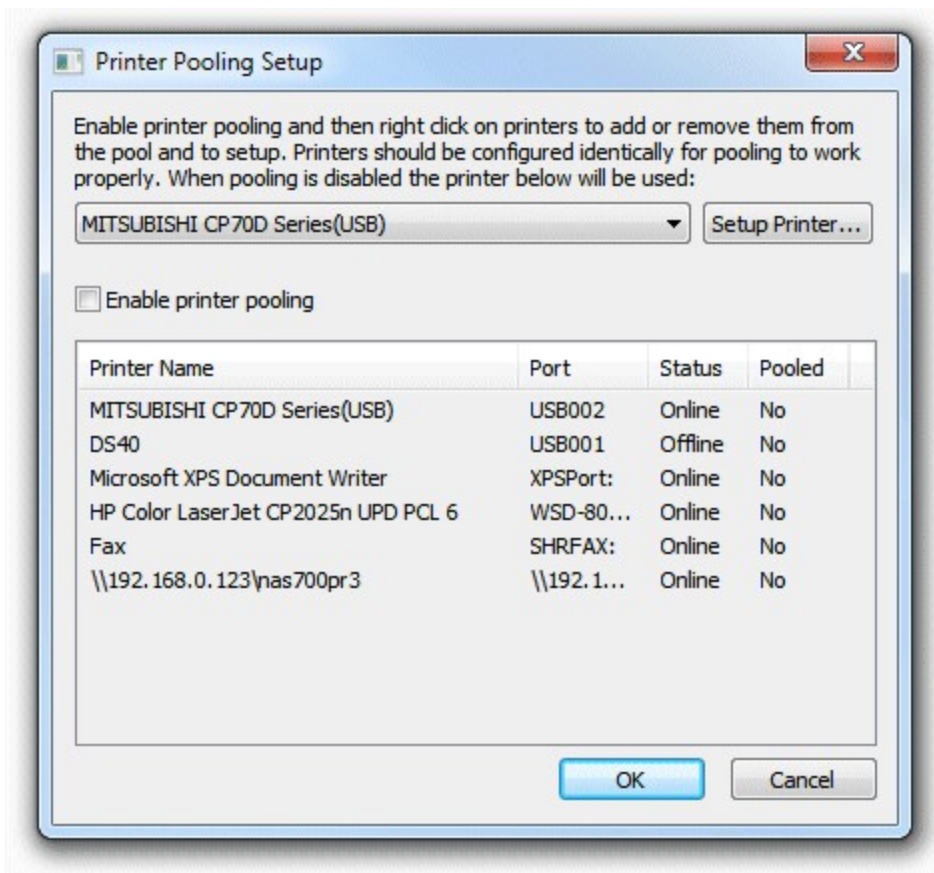 Printer Pooling Setup
Enable printer pooling and then right click on printers to add or remove them from
the pool and to setup. Printers should be configured identically for pooling to work
properly. When pooling is disabled the printer below will be used:
MITSUBISHI CP70D Series(USB) Setup Printer...
Enable printer pooling
Printer Name Port Status Pooled
MITSUBISHI CP70D Series(USB) USB002 Online No
DS40 USB001 Offline No
Microsoft XPS Document Writer XPSPort: Online No
HP Color LaserJet CP2025n UPD PCL 6 WSD-80... Online No
Fax SHRFAX: Online No
\\192.168.0.123\nas700pr3 \\192.1... Online No
OK Cancel